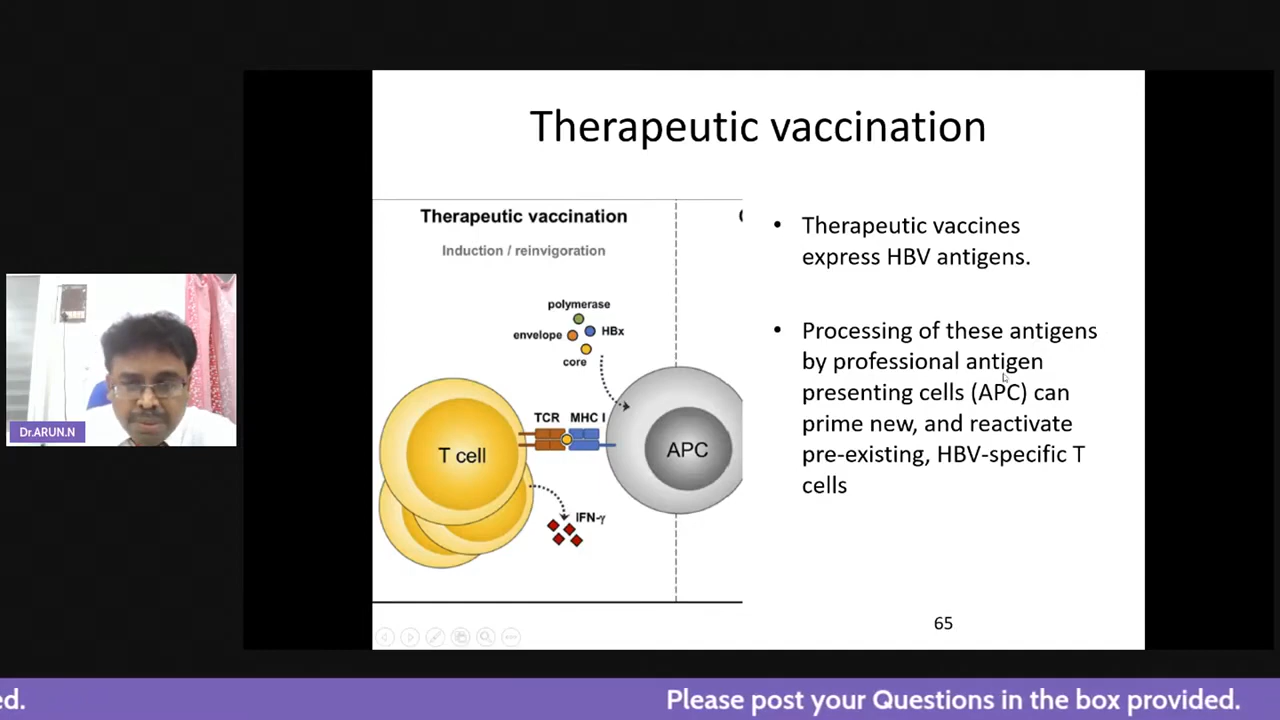 Therapeutic vaccination
Therapeutic vaccination
Induction / reinvigoration
polymerase
envelope
HBx
core
TCR
MHC I
T cell
APC
IFN-γ
• Therapeutic vaccines
express HBV antigens.
• Processing of these antigens
by professional antigen
presenting cells (APC) can
prime new, and reactivate
pre-existing, HBV-specific T
cells
65
Dr.ARUN.N
ed.
Please post your Questions in the box provided.